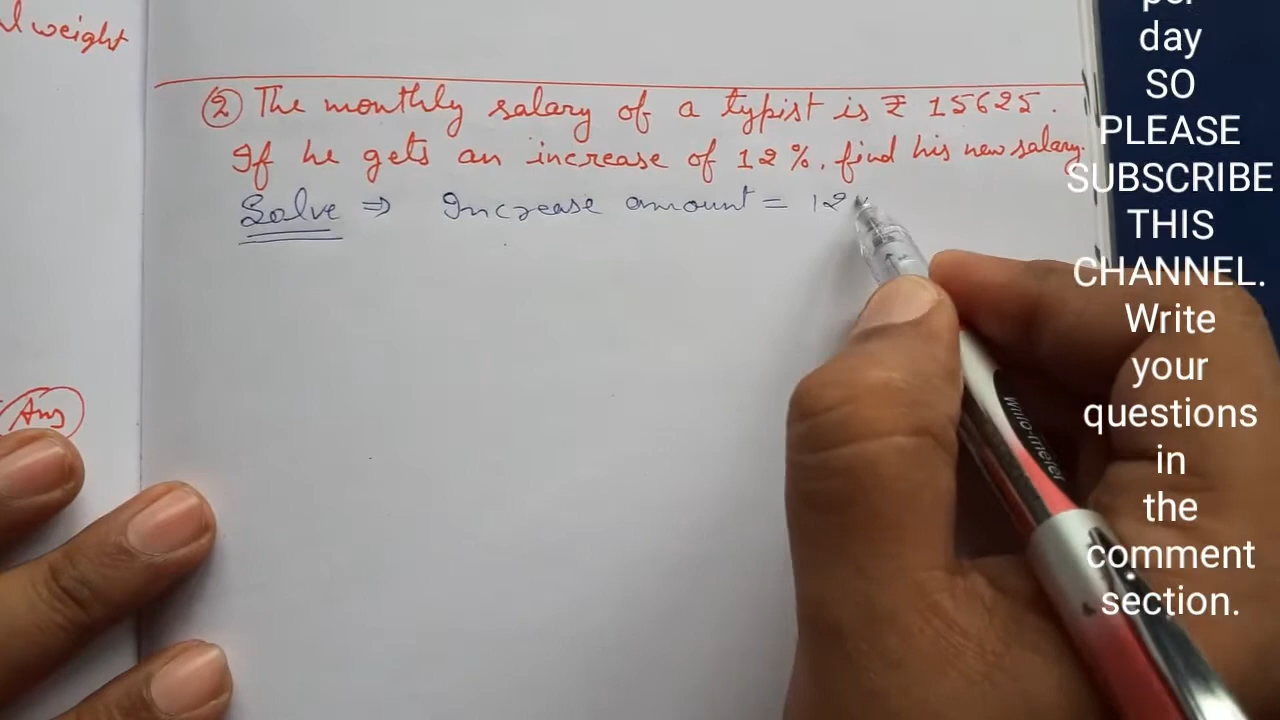 l weight
② The monthly salary of a typist is ₹ 15625.
If he gets an increase of 12%, find his new salary.
Solve ⇒ Increase amount = 12
Ans
day
SO
PLEASE
SUBSCRIBE
THIS
CHANNEL.
Write
your
questions
in
the
comment
section.